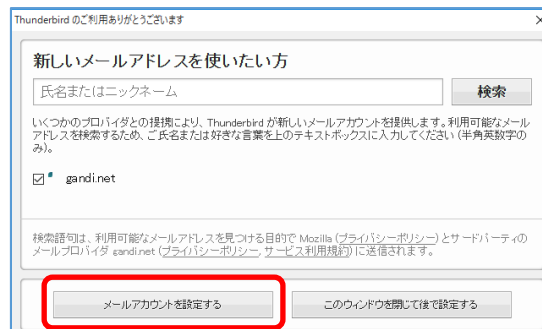 Thunderbird のご利用ありがとうございます
新しいメールアドレスを使いたい方
氏名またはニックネーム
検索
いくつかのプロバイダとの提携により、Thunderbird が新しいメールアカウントを提供します。利用可能なメール
アドレスを検索するため、ご氏名または好きな言葉を上のテキストボックスに入力してください (半角英数字の
み)。
gandi.net
検索語句は、利用可能なメールアドレスを見つける目的で Mozilla (プライバシーポリシー) とサードパーティの
メールプロバイダ gandi.net (プライバシーポリシー, サービス利用規約) に送信されます。
メールアカウントを設定する
このウィンドウを閉じて後で設定する